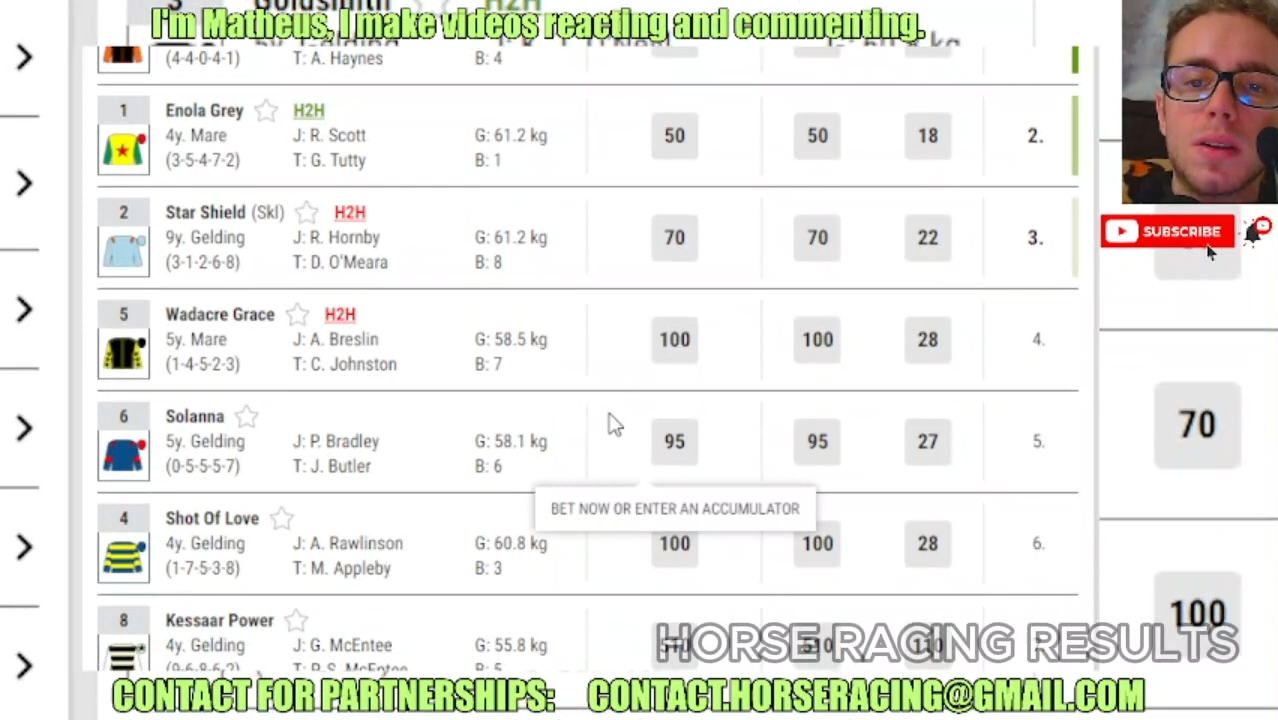 I'm Matheus, I make videos reacting and commenting.
(4-4-0-4-1) T: A. Haynes B: 4
1 Enola Grey H2H
4y. Mare J: R. Scott G: 61.2 kg 50 50 18 2.
(3-5-4-7-2) T: G. Tutty B: 1
2 Star Shield (Skl) H2H
9y. Gelding J: R. Hornby G: 61.2 kg 70 70 22 3.
(3-1-2-6-8) T: D. O'Meara B: 8
SUBSCRIBE
5 Wadacre Grace H2H
5y. Mare J: A. Breslin G: 58.5 kg 100 100 28 4.
(1-4-5-2-3) T: C. Johnston B: 7
6 Solanna
5y. Gelding J: P. Bradley G: 58.1 kg 95 95 27 5.
(0-5-5-5-7) T: J. Butler B: 6
70
BET NOW OR ENTER AN ACCUMULATOR
4 Shot Of Love
4y. Gelding J: A. Rawlinson G: 60.8 kg 100 100 28 6.
(1-7-5-3-8) T: M. Appleby B: 3
8 Kessaar Power
4y. Gelding J: G. McEntee G: 55.8 kg
100
HORSE RACING RESULTS
CONTACT FOR PARTNERSHIPS: CONTACT.HORSERACING@GMAIL.COM